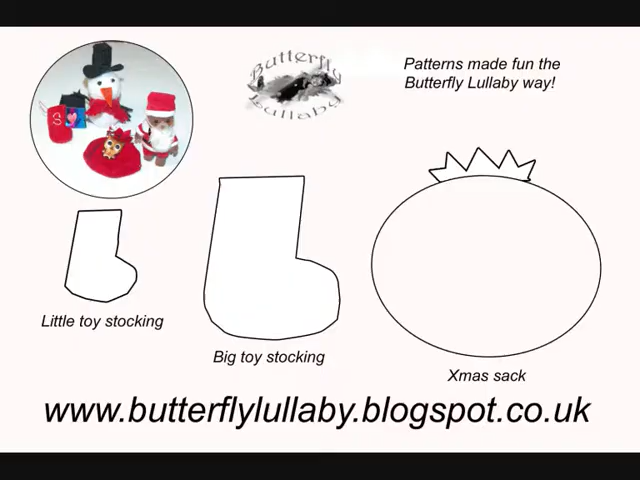 Butterfly
Lullaby
Patterns made fun the
Butterfly Lullaby way!
S
Little toy stocking
Big toy stocking
Xmas sack
www.butterflylullaby.blogspot.co.uk